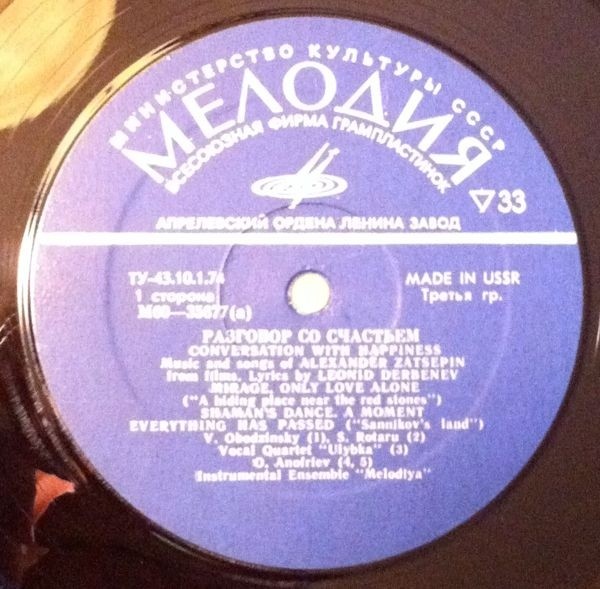 МИНИСТЕРСТВО КУЛЬТУРЫ СССР
МЕЛОДИЯ
ВСЕСОЮЗНАЯ ФИРМА ГРАМПЛАСТИНОК
33
АПРЕЛЕВСКИЙ ОРДЕНА ЛЕНИНА ЗАВОД
ТУ-43.10.1.74 MADE IN USSR
1 сторона Третья гр.
М60—35677(а)
РАЗГОВОР СО СЧАСТЬЕМ
CONVERSATION WITH HAPPINESS
Music and songs of ALEXANDER ZATSEPIN
from films. Lyrics by LEONID DERBENEV
MIRAGE. ONLY LOVE ALONE
("A hiding place near the red stones")
SHAMAN'S DANCE. A MOMENT
EVERYTHING HAS PASSED ("Sannikov's land")
V. Obodzinsky (1), S. Rotaru (2)
Vocal Quartet "Ulybka" (3)
O. Anofriev (4, 5)
Instrumental Ensemble "Melodiya"